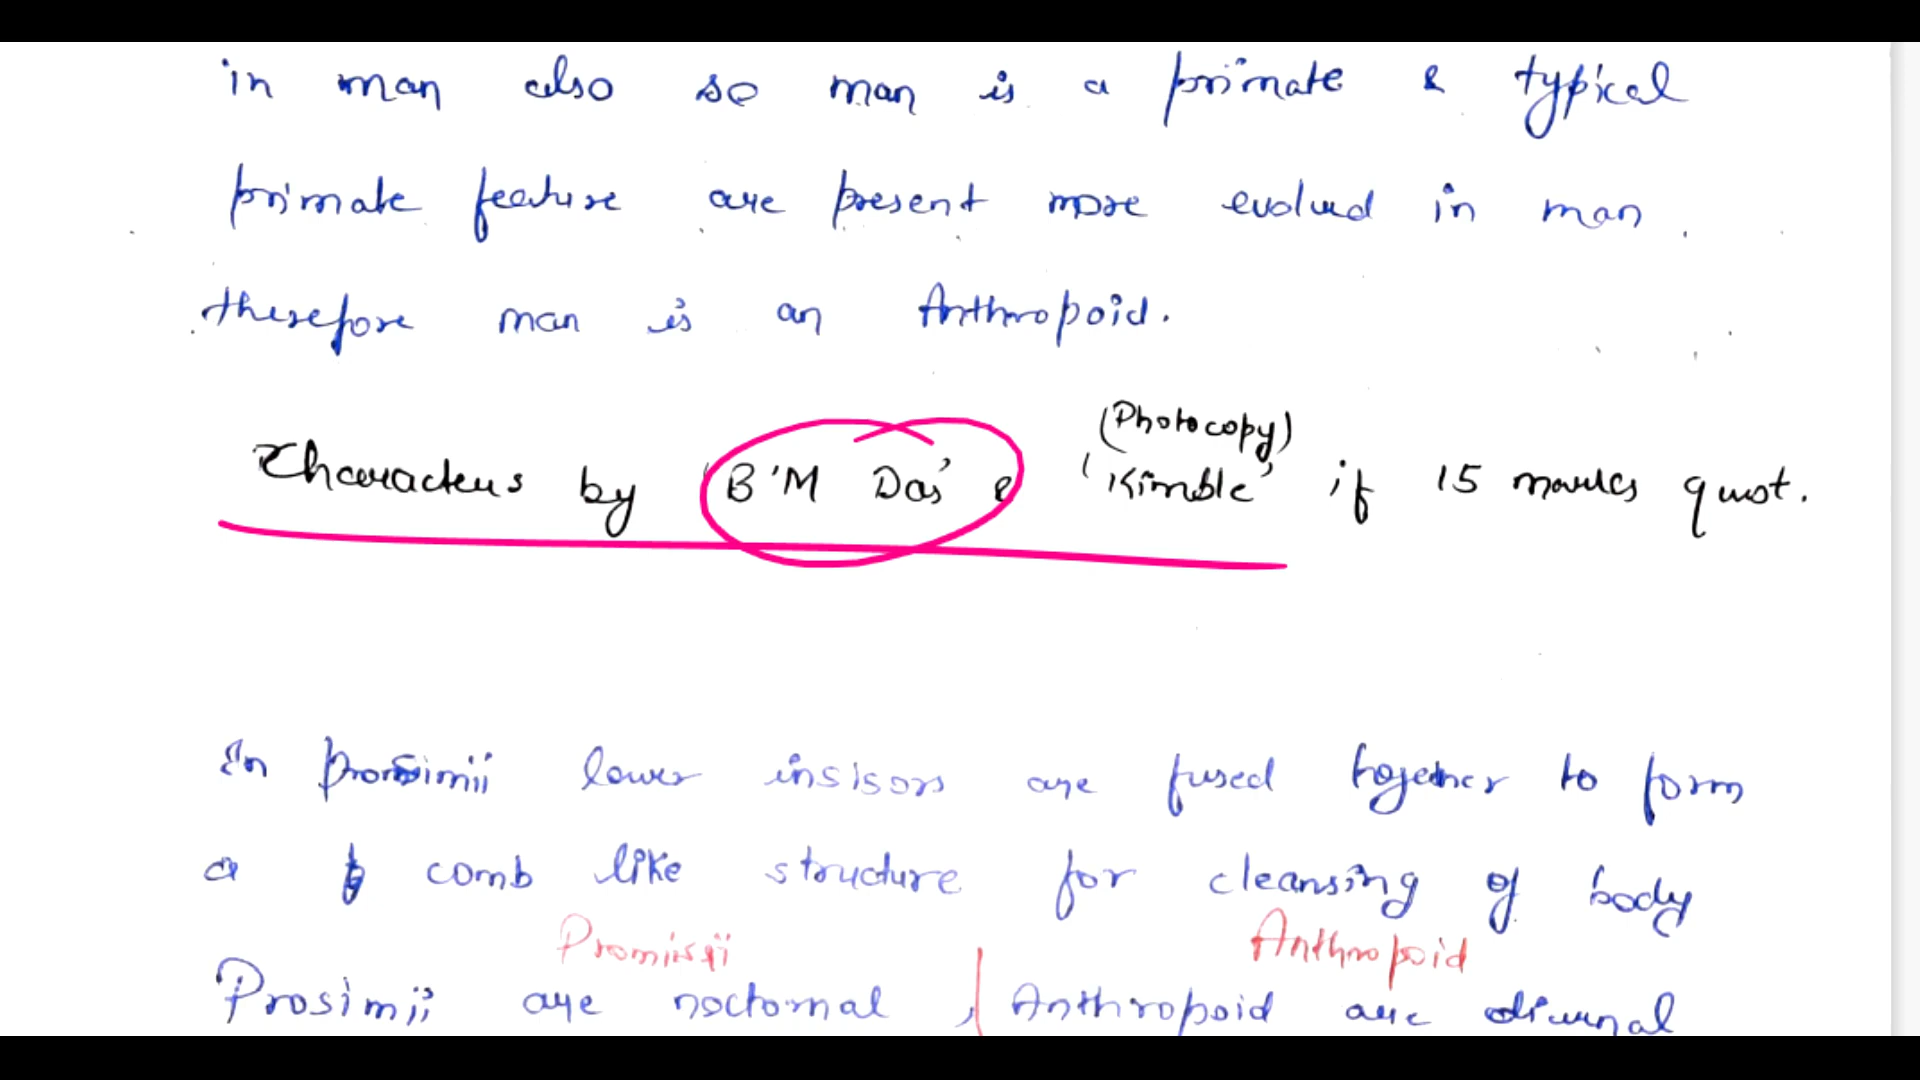 in man also so man is a primate & typical
primate feature are present more evolved in man.
therefore man is an Anthropoid.
(Photocopy)
Characters by 'B'M Das' & 'Kimble' if 15 marks quot.
In Prosimii lower insisors are fused together to form
a comb like structure for cleansing of body
Promisii Anthropoid
Prosimii are noctornal, Anthropoid are diurnal